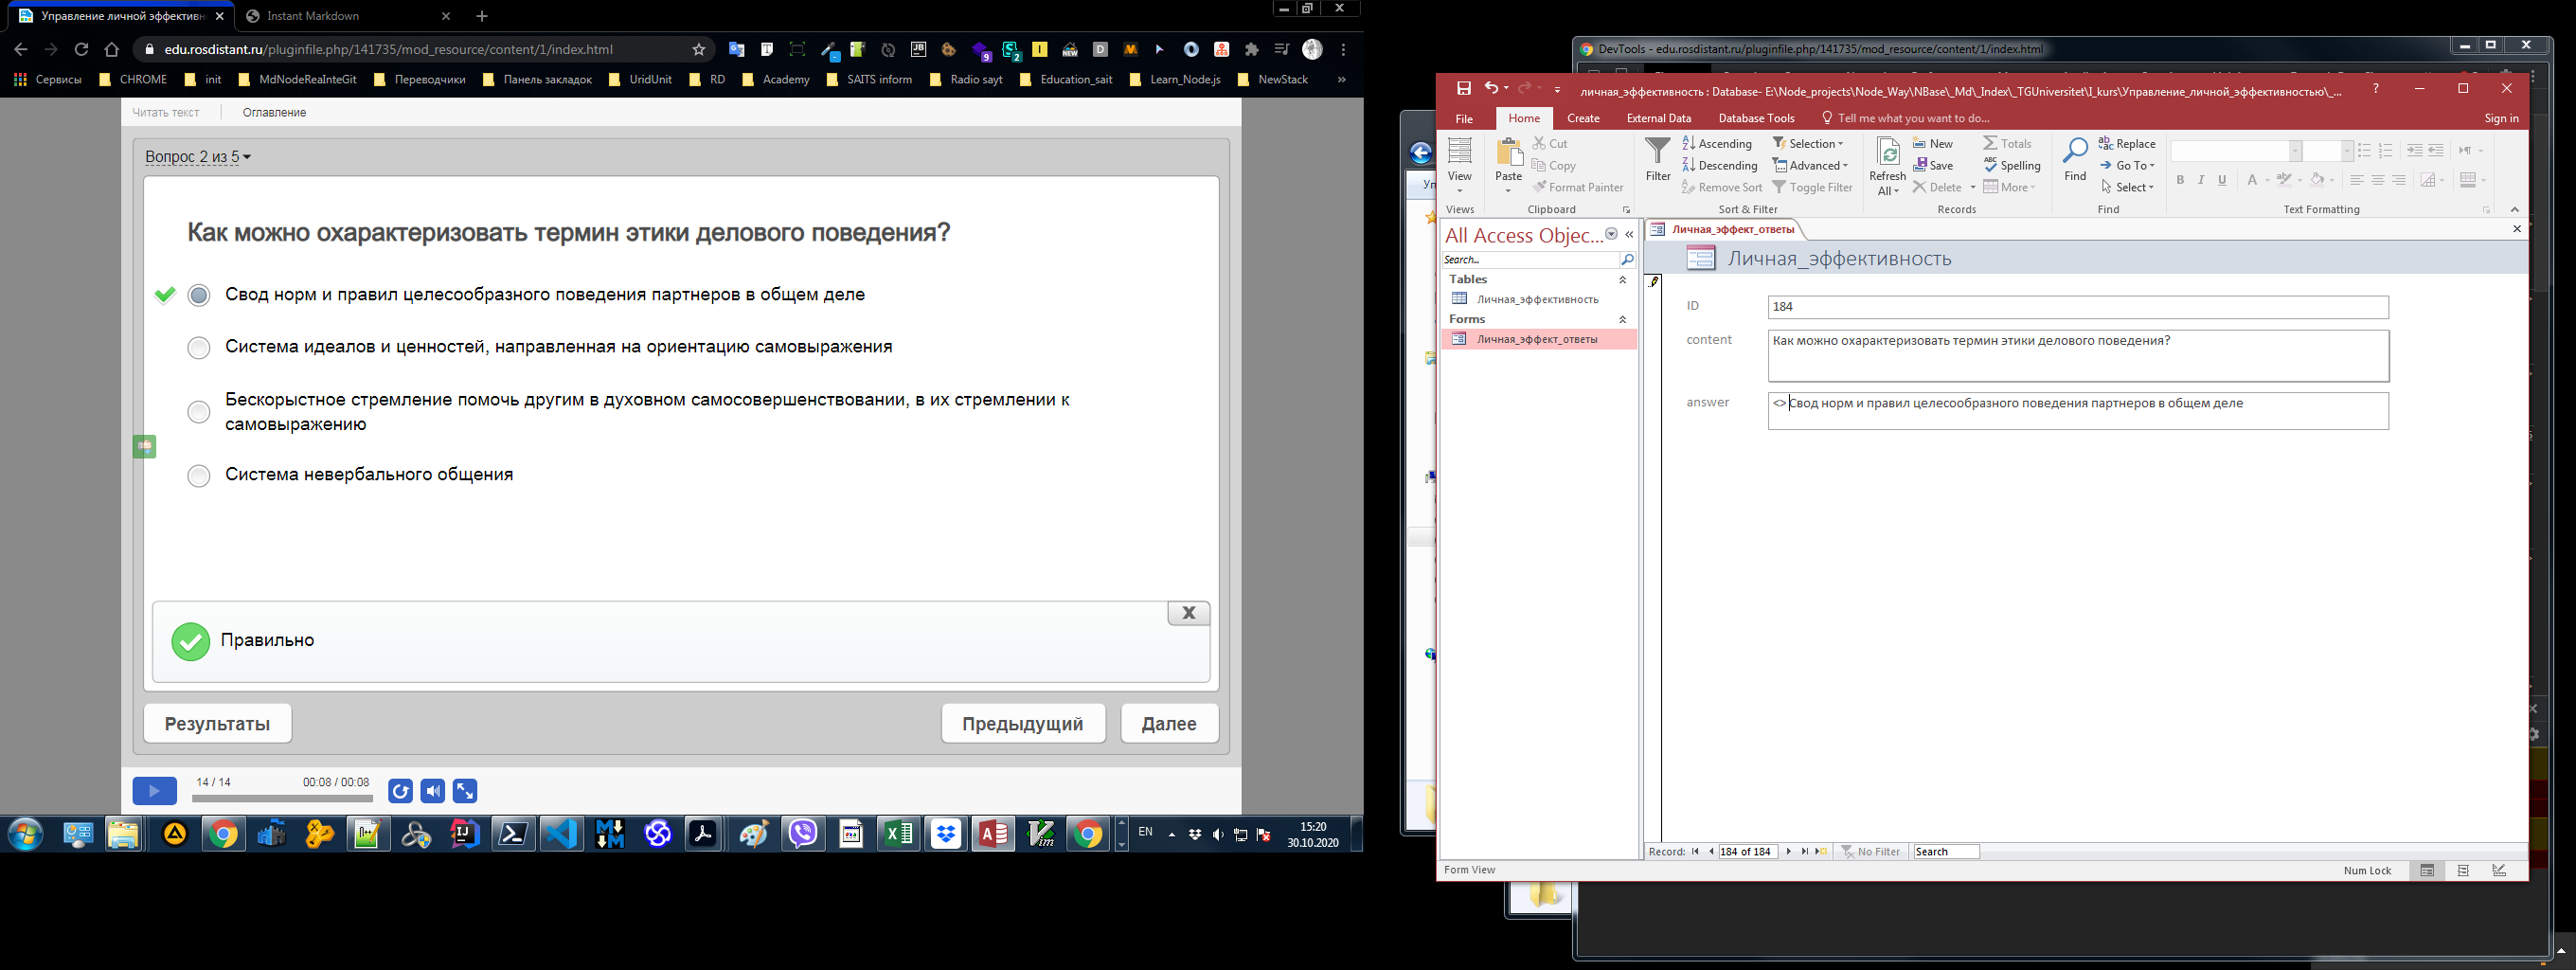 Управление личной эффективн
Instant Markdown
edu.rosdistant.ru/pluginfile.php/141735/mod_resource/content/1/index.html
Сервисы CHROME init MdNodeReaInteGit Переводчики Панель закладок UridUnit RD Academy SAITS inform Radio sayt Education_sait Learn_Node.js NewStack »
Читать текст Оглавление
Вопрос 2 из 5
Как можно охарактеризовать термин этики делового поведения?
Свод норм и правил целесообразного поведения партнеров в общем деле
Система идеалов и ценностей, направленная на ориентацию самовыражения
Бескорыстное стремление помочь другим в духовном самосовершенствовании, в их стремлении к
самовыражению
Система невербального общения
X
Правильно
Результаты Предыдущий Далее
14 / 14 00:08 / 00:08
EN
15:20
30.10.2020
DevTools - edu.rosdistant.ru/pluginfile.php/141735/mod_resource/content/1/index.html
личная_эффективность : Database- E:\Node_projects\Node_Way\NBase\_Md\_Index\_TGUniversitet\I_kurs\Управление_личной_эффективностью\_...
File Home Create External Data Database Tools Tell me what you want to do... Sign in
View
Views
Paste
Cut
Copy
Format Painter
Clipboard
Filter
Ascending
Descending
Remove Sort
Selection
Advanced
Toggle Filter
Sort & Filter
Refresh
All
New
Save
Delete
Totals
Spelling
More
Records
Find
Replace
Go To
Select
Find
B I U A
Text Formatting
All Access Objec... «
Search...
Tables
Личная_эффективность
Forms
Личная_эффект_ответы
Личная_эффект_ответы
Личная_эффективность
ID 184
content Как можно охарактеризовать термин этики делового поведения?
answer <> Свод норм и правил целесообразного поведения партнеров в общем деле
Record: 184 of 184 No Filter Search
Form View Num Lock